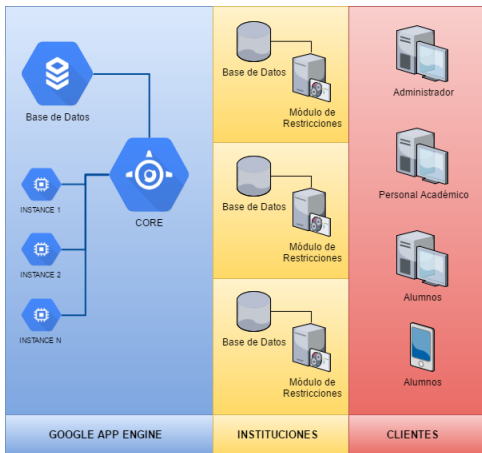 Base de Datos
INSTANCE 1
CORE
INSTANCE 2
INSTANCE N
Base de Datos
Módulo de
Restricciones
Base de Datos
Módulo de
Restricciones
Base de Datos
Módulo de
Restricciones
Administrador
Personal Académico
Alumnos
Alumnos
GOOGLE APP ENGINE
INSTITUCIONES
CLIENTES